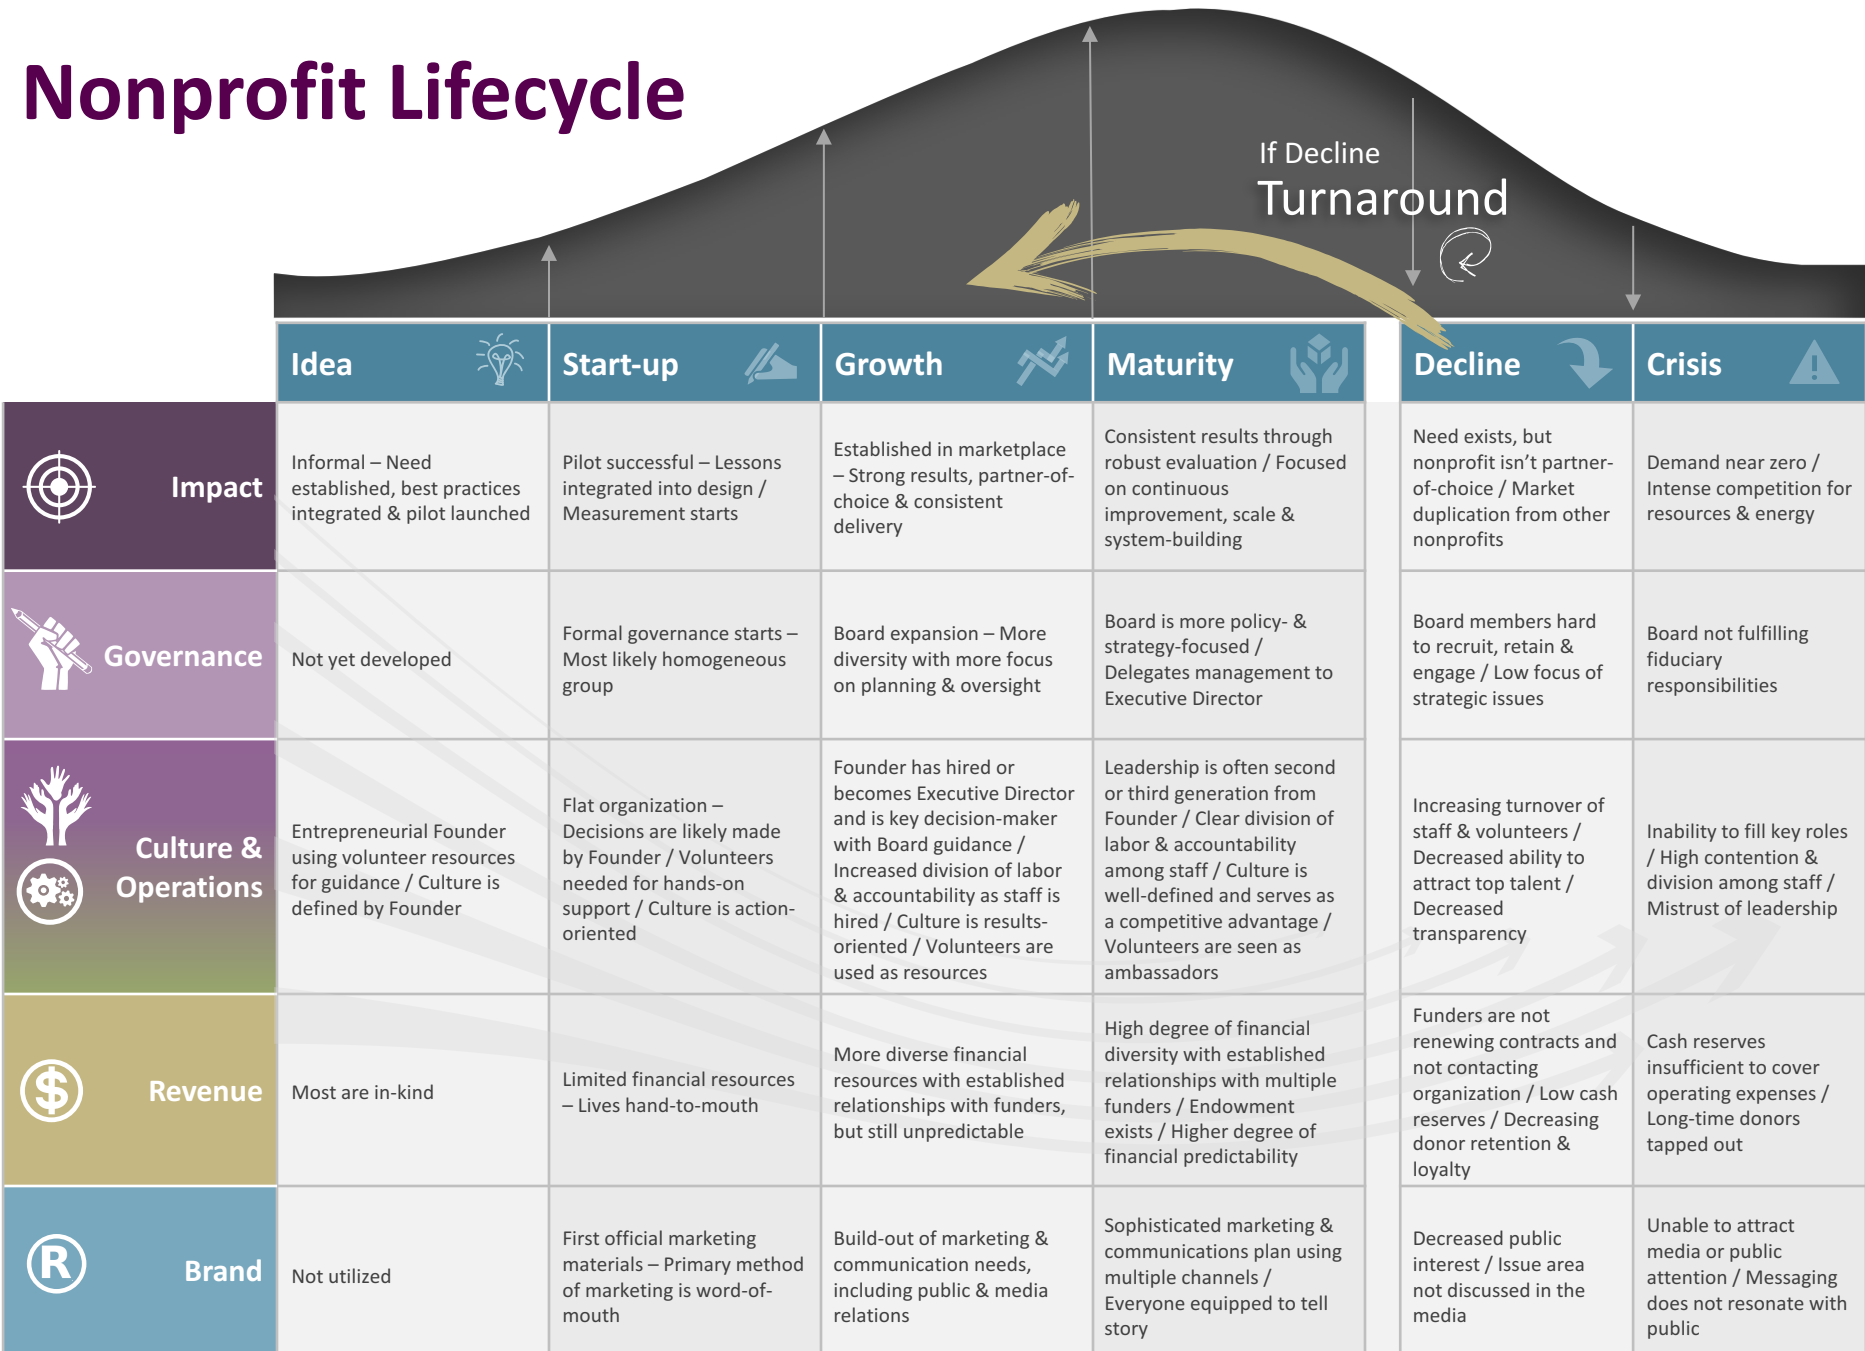 Nonprofit Lifecycle
If Decline
Turnaround
Idea
Start-up
Growth
Maturity
Decline
Crisis
Impact
Informal – Need
established, best practices
integrated & pilot launched
Pilot successful – Lessons
integrated into design /
Measurement starts
Established in marketplace
– Strong results, partner-of-
choice & consistent
delivery
Consistent results through
robust evaluation / Focused
on continuous
improvement, scale &
system-building
Need exists, but
nonprofit isn’t partner-
of-choice / Market
duplication from other
nonprofits
Demand near zero /
Intense competition for
resources & energy
Governance
Not yet developed
Formal governance starts –
Most likely homogeneous
group
Board expansion – More
diversity with more focus
on planning & oversight
Board is more policy- &
strategy-focused /
Delegates management to
Executive Director
Board members hard
to recruit, retain &
engage / Low focus of
strategic issues
Board not fulfilling
fiduciary
responsibilities
Culture &
Operations
Entrepreneurial Founder
using volunteer resources
for guidance / Culture is
defined by Founder
Flat organization –
Decisions are likely made
by Founder / Volunteers
needed for hands-on
support / Culture is action-
oriented
Founder has hired or
becomes Executive Director
and is key decision-maker
with Board guidance /
Increased division of labor
& accountability as staff is
hired / Culture is results-
oriented / Volunteers are
used as resources
Leadership is often second
or third generation from
Founder / Clear division of
labor & accountability
among staff / Culture is
well-defined and serves as
a competitive advantage /
Volunteers are seen as
ambassadors
Increasing turnover of
staff & volunteers /
Decreased ability to
attract top talent /
Decreased
transparency
Inability to fill key roles
/ High contention &
division among staff /
Mistrust of leadership
$
Revenue
Most are in-kind
Limited financial resources
– Lives hand-to-mouth
More diverse financial
resources with established
relationships with funders,
but still unpredictable
High degree of financial
diversity with established
relationships with multiple
funders / Endowment
exists / Higher degree of
financial predictability
Funders are not
renewing contracts and
not contacting
organization / Low cash
reserves / Decreasing
donor retention &
loyalty
Cash reserves
insufficient to cover
operating expenses /
Long-time donors
tapped out
R
Brand
Not utilized
First official marketing
materials – Primary method
of marketing is word-of-
mouth
Build-out of marketing &
communication needs,
including public & media
relations
Sophisticated marketing &
communications plan using
multiple channels /
Everyone equipped to tell
story
Decreased public
interest / Issue area
not discussed in the
media
Unable to attract
media or public
attention / Messaging
does not resonate with
public